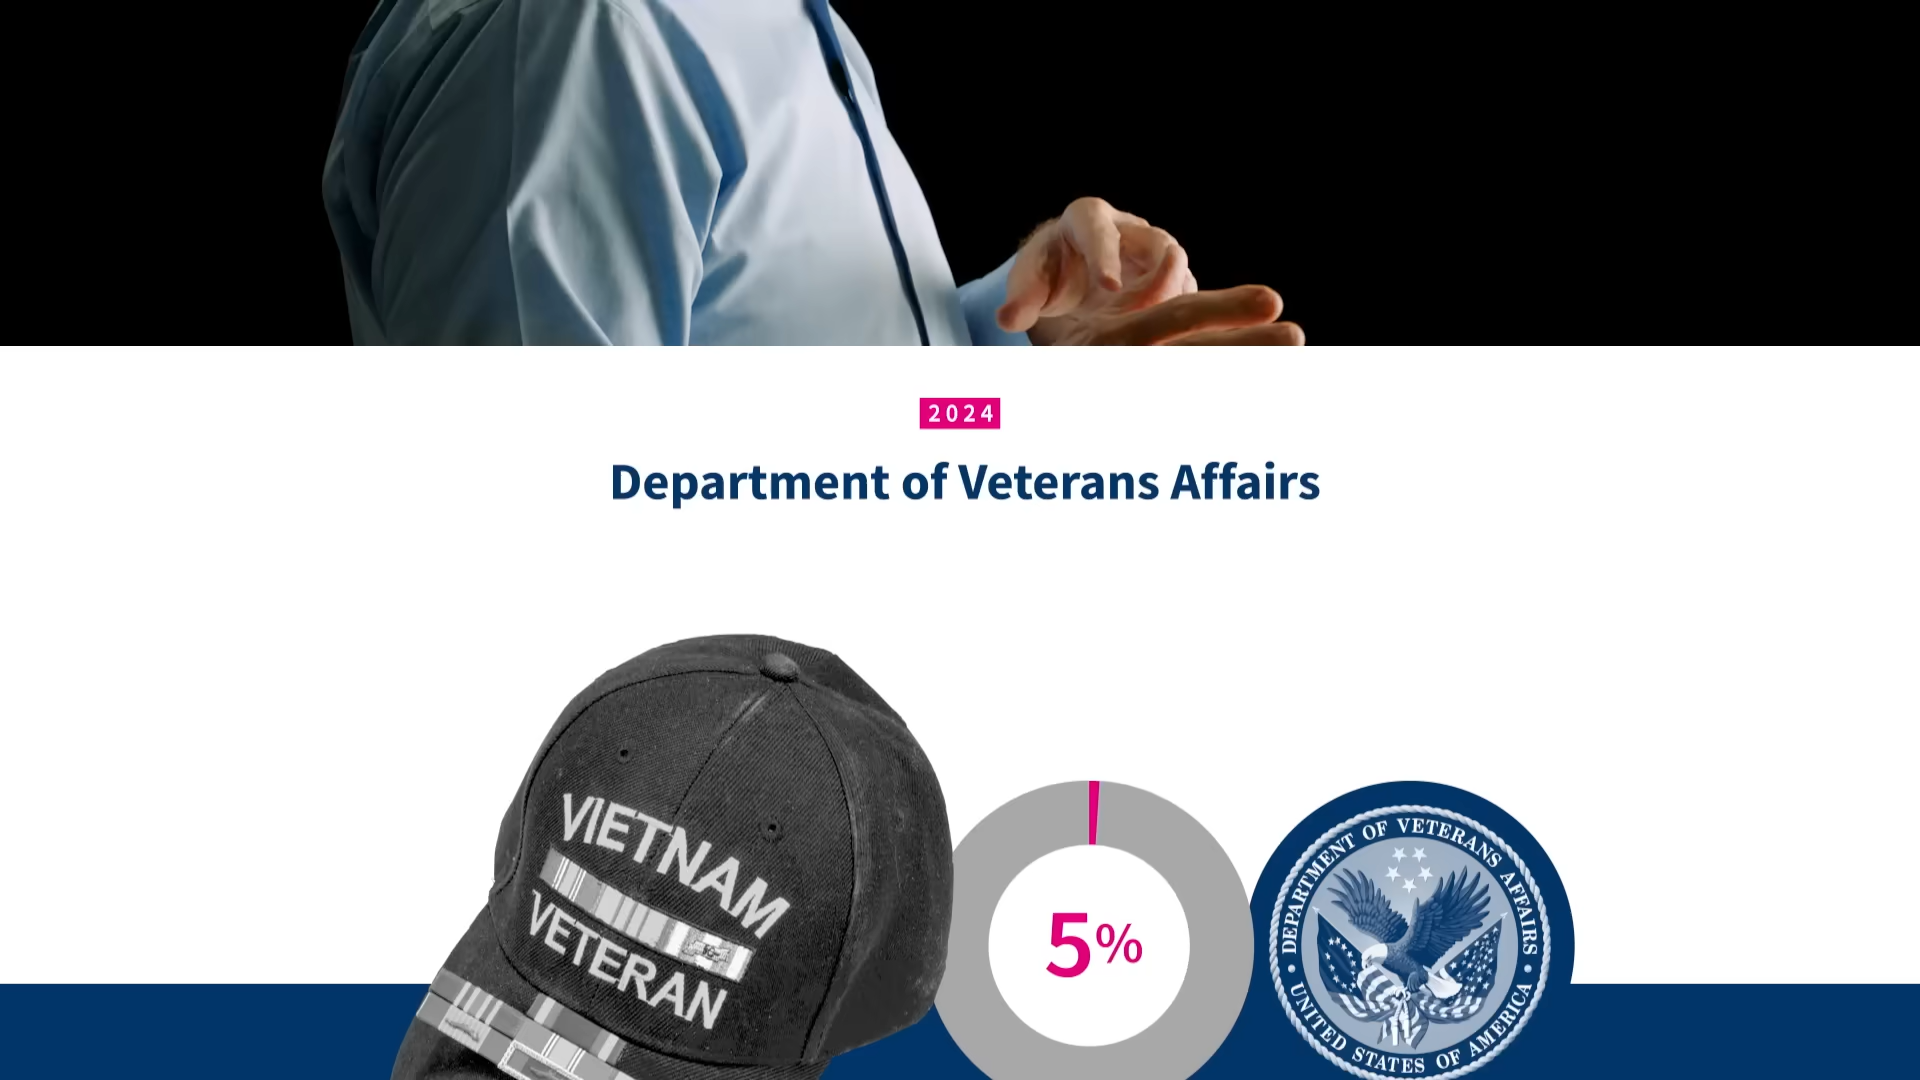 2024
Department of Veterans Affairs
VIETNAM
VETERAN
5%
DEPARTMENT OF VETERANS AFFAIRS
UNITED STATES OF AMERICA